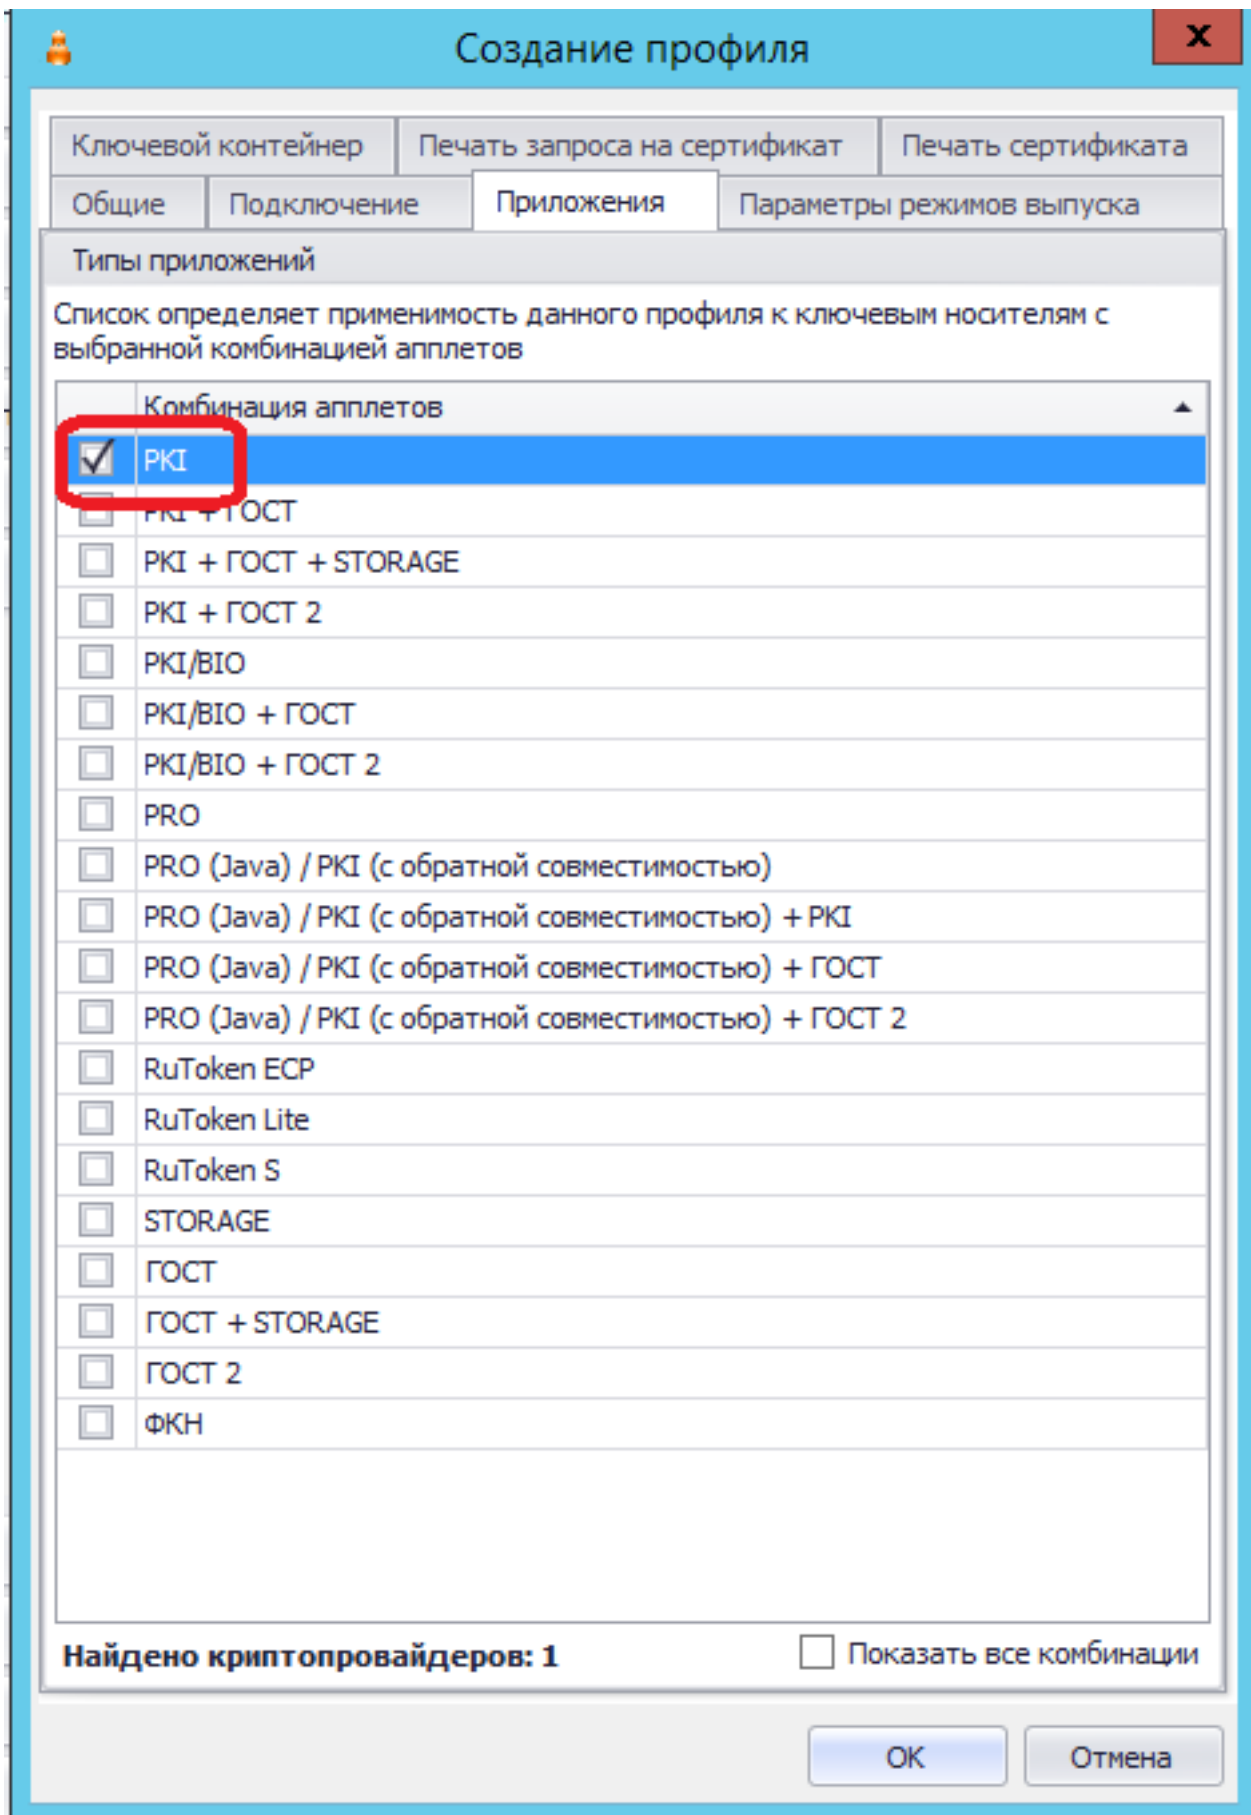 Создание профиля
x
Ключевой контейнер
Печать запроса на сертификат
Печать сертификата
Общие
Подключение
Приложения
Параметры режимов выпуска
Типы приложений
Список определяет применимость данного профиля к ключевым носителям с
выбранной комбинацией апплетов
Комбинация апплетов
PKI
PKI + ГОСТ
PKI + ГОСТ + STORAGE
PKI + ГОСТ 2
PKI/BIO
PKI/BIO + ГОСТ
PKI/BIO + ГОСТ 2
PRO
PRO (Java) / PKI (с обратной совместимостью)
PRO (Java) / PKI (с обратной совместимостью) + PKI
PRO (Java) / PKI (с обратной совместимостью) + ГОСТ
PRO (Java) / PKI (с обратной совместимостью) + ГОСТ 2
RuToken ECP
RuToken Lite
RuToken S
STORAGE
ГОСТ
ГОСТ + STORAGE
ГОСТ 2
ФКН
Найдено криптопровайдеров: 1
Показать все комбинации
OK
Отмена